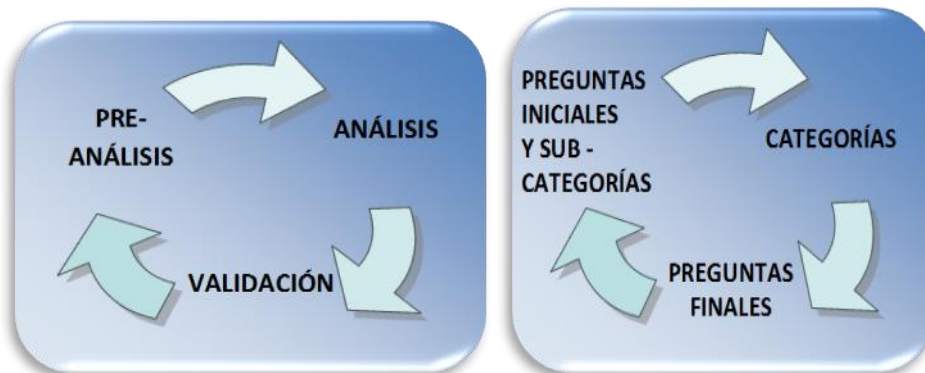 PRE-
ANÁLISIS
ANÁLISIS
VALIDACIÓN
PREGUNTAS
INICIALES
Y SUB -
CATEGORÍAS
CATEGORÍAS
PREGUNTAS
FINALES